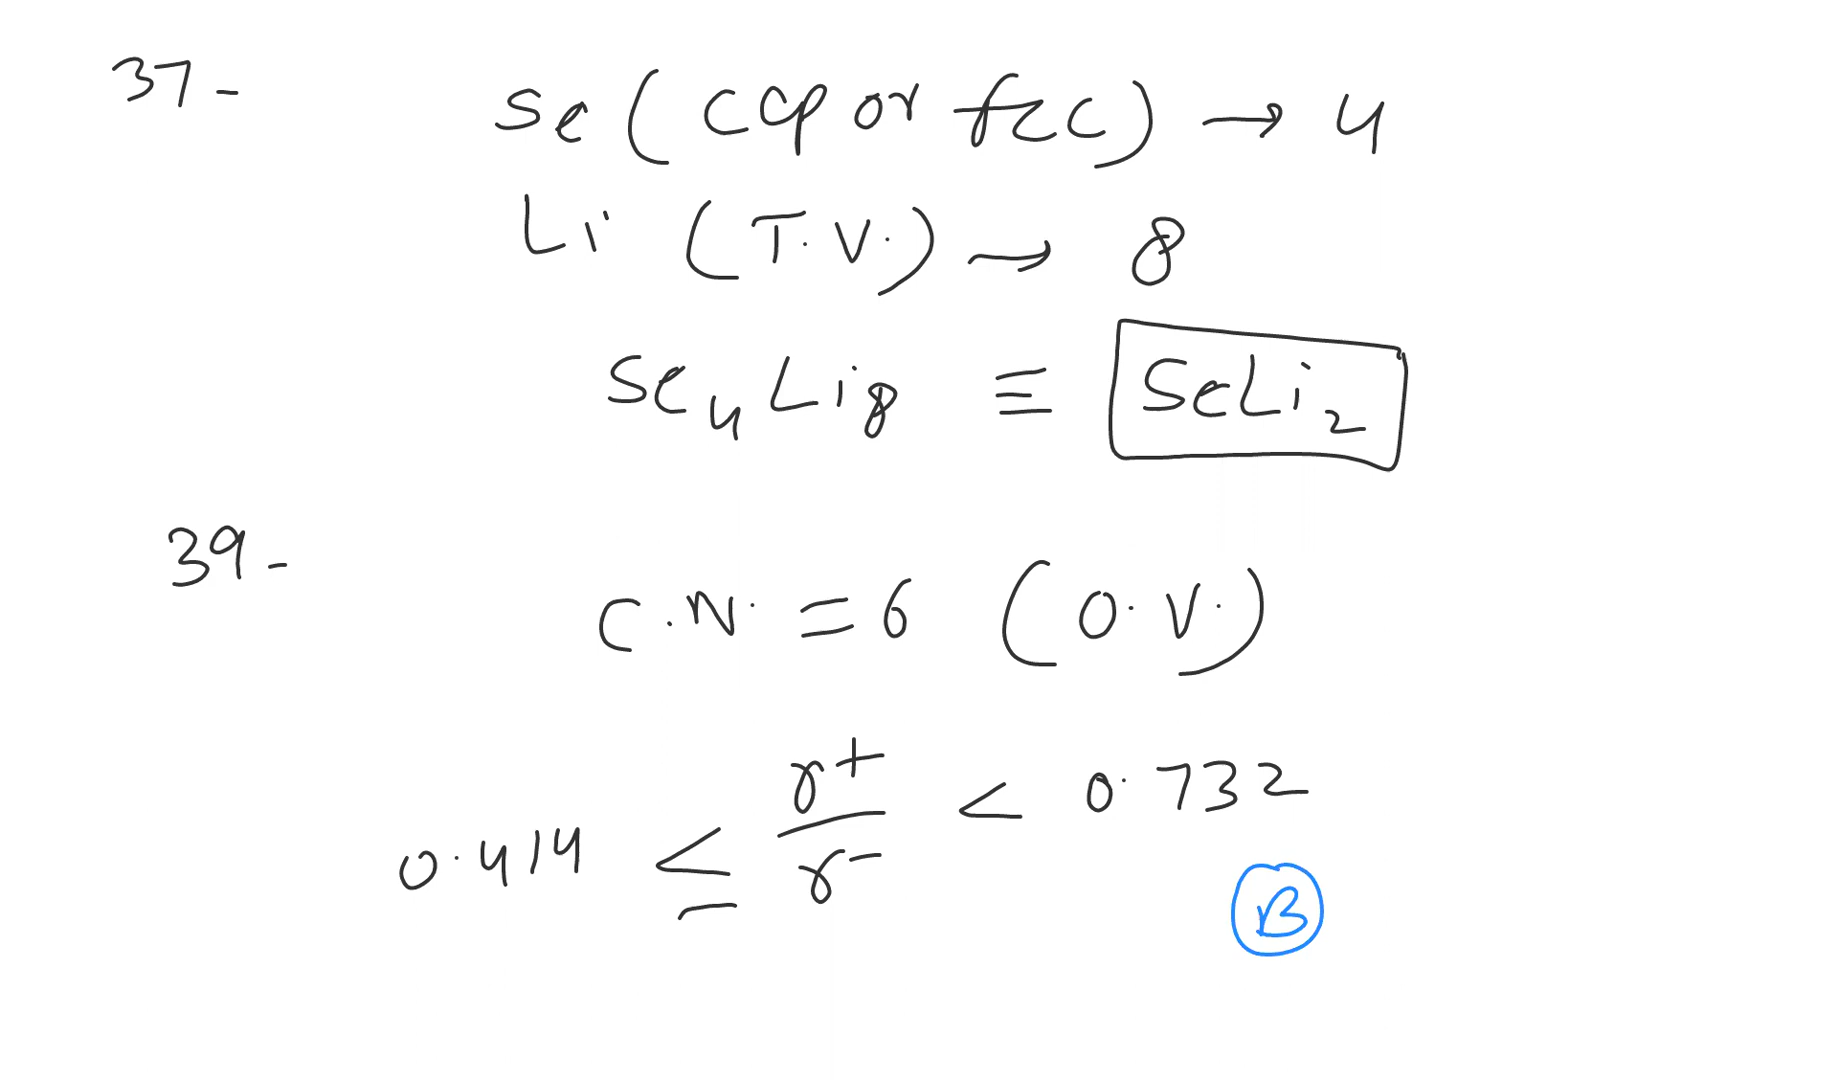 37-
Se (ccp or fcc) → 4
Li (T.V.) → 8
Se₄Li₈ ≡ SeLi₂
39-
C.N. = 6 (O.V.)
0.414 ≤ r⁺/r⁻ < 0.732
B